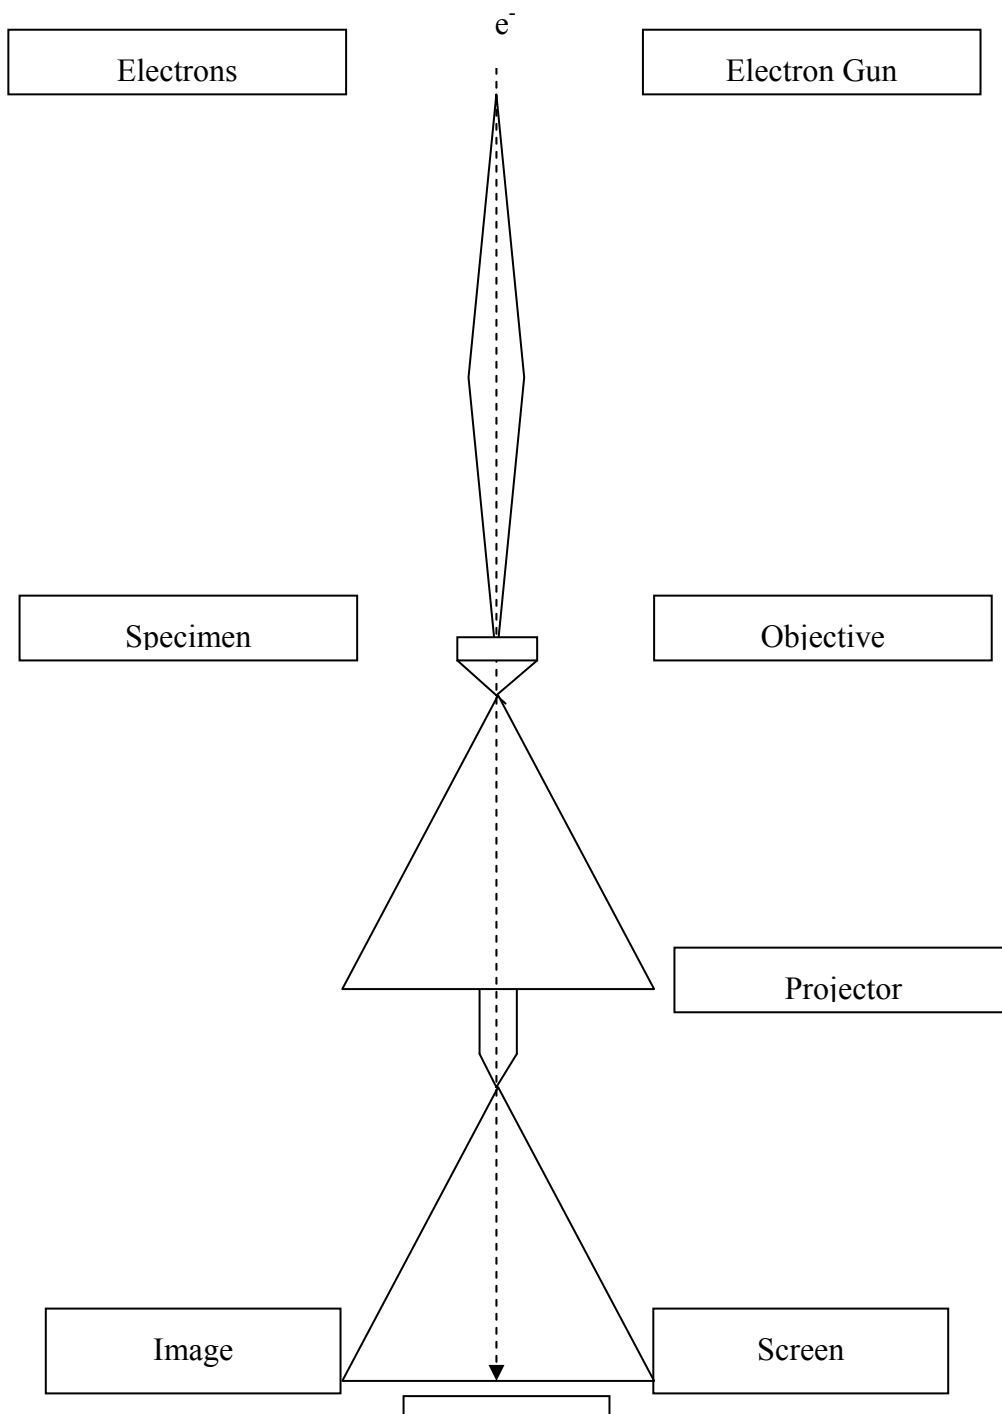 e⁻
Electrons
Electron Gun
Specimen
Objective
Projector
Image
Screen